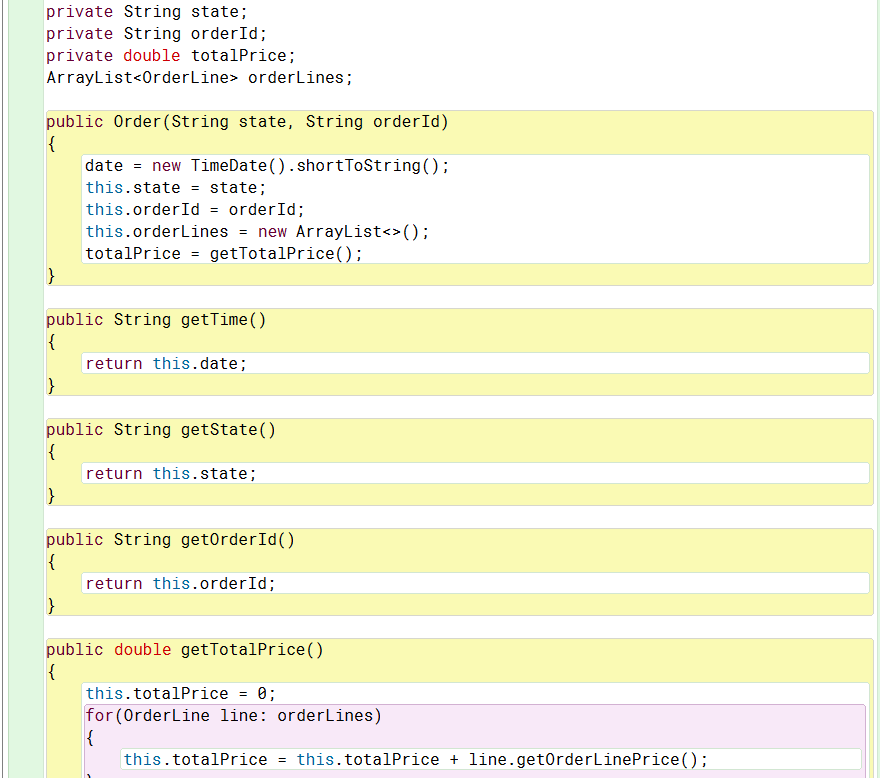 private String state;
private String orderId;
private double totalPrice;
ArrayList<OrderLine> orderLines;
public Order(String state, String orderId)
{
date = new TimeDate().shortToString();
this.state = state;
this.orderId = orderId;
this.orderLines = new ArrayList<>();
totalPrice = getTotalPrice();
}
public String getTime()
{
return this.date;
}
public String getState()
{
return this.state;
}
public String getOrderId()
{
return this.orderId;
}
public double getTotalPrice()
{
this.totalPrice = 0;
for(OrderLine line: orderLines)
{
this.totalPrice = this.totalPrice + line.getOrderLinePrice();
}